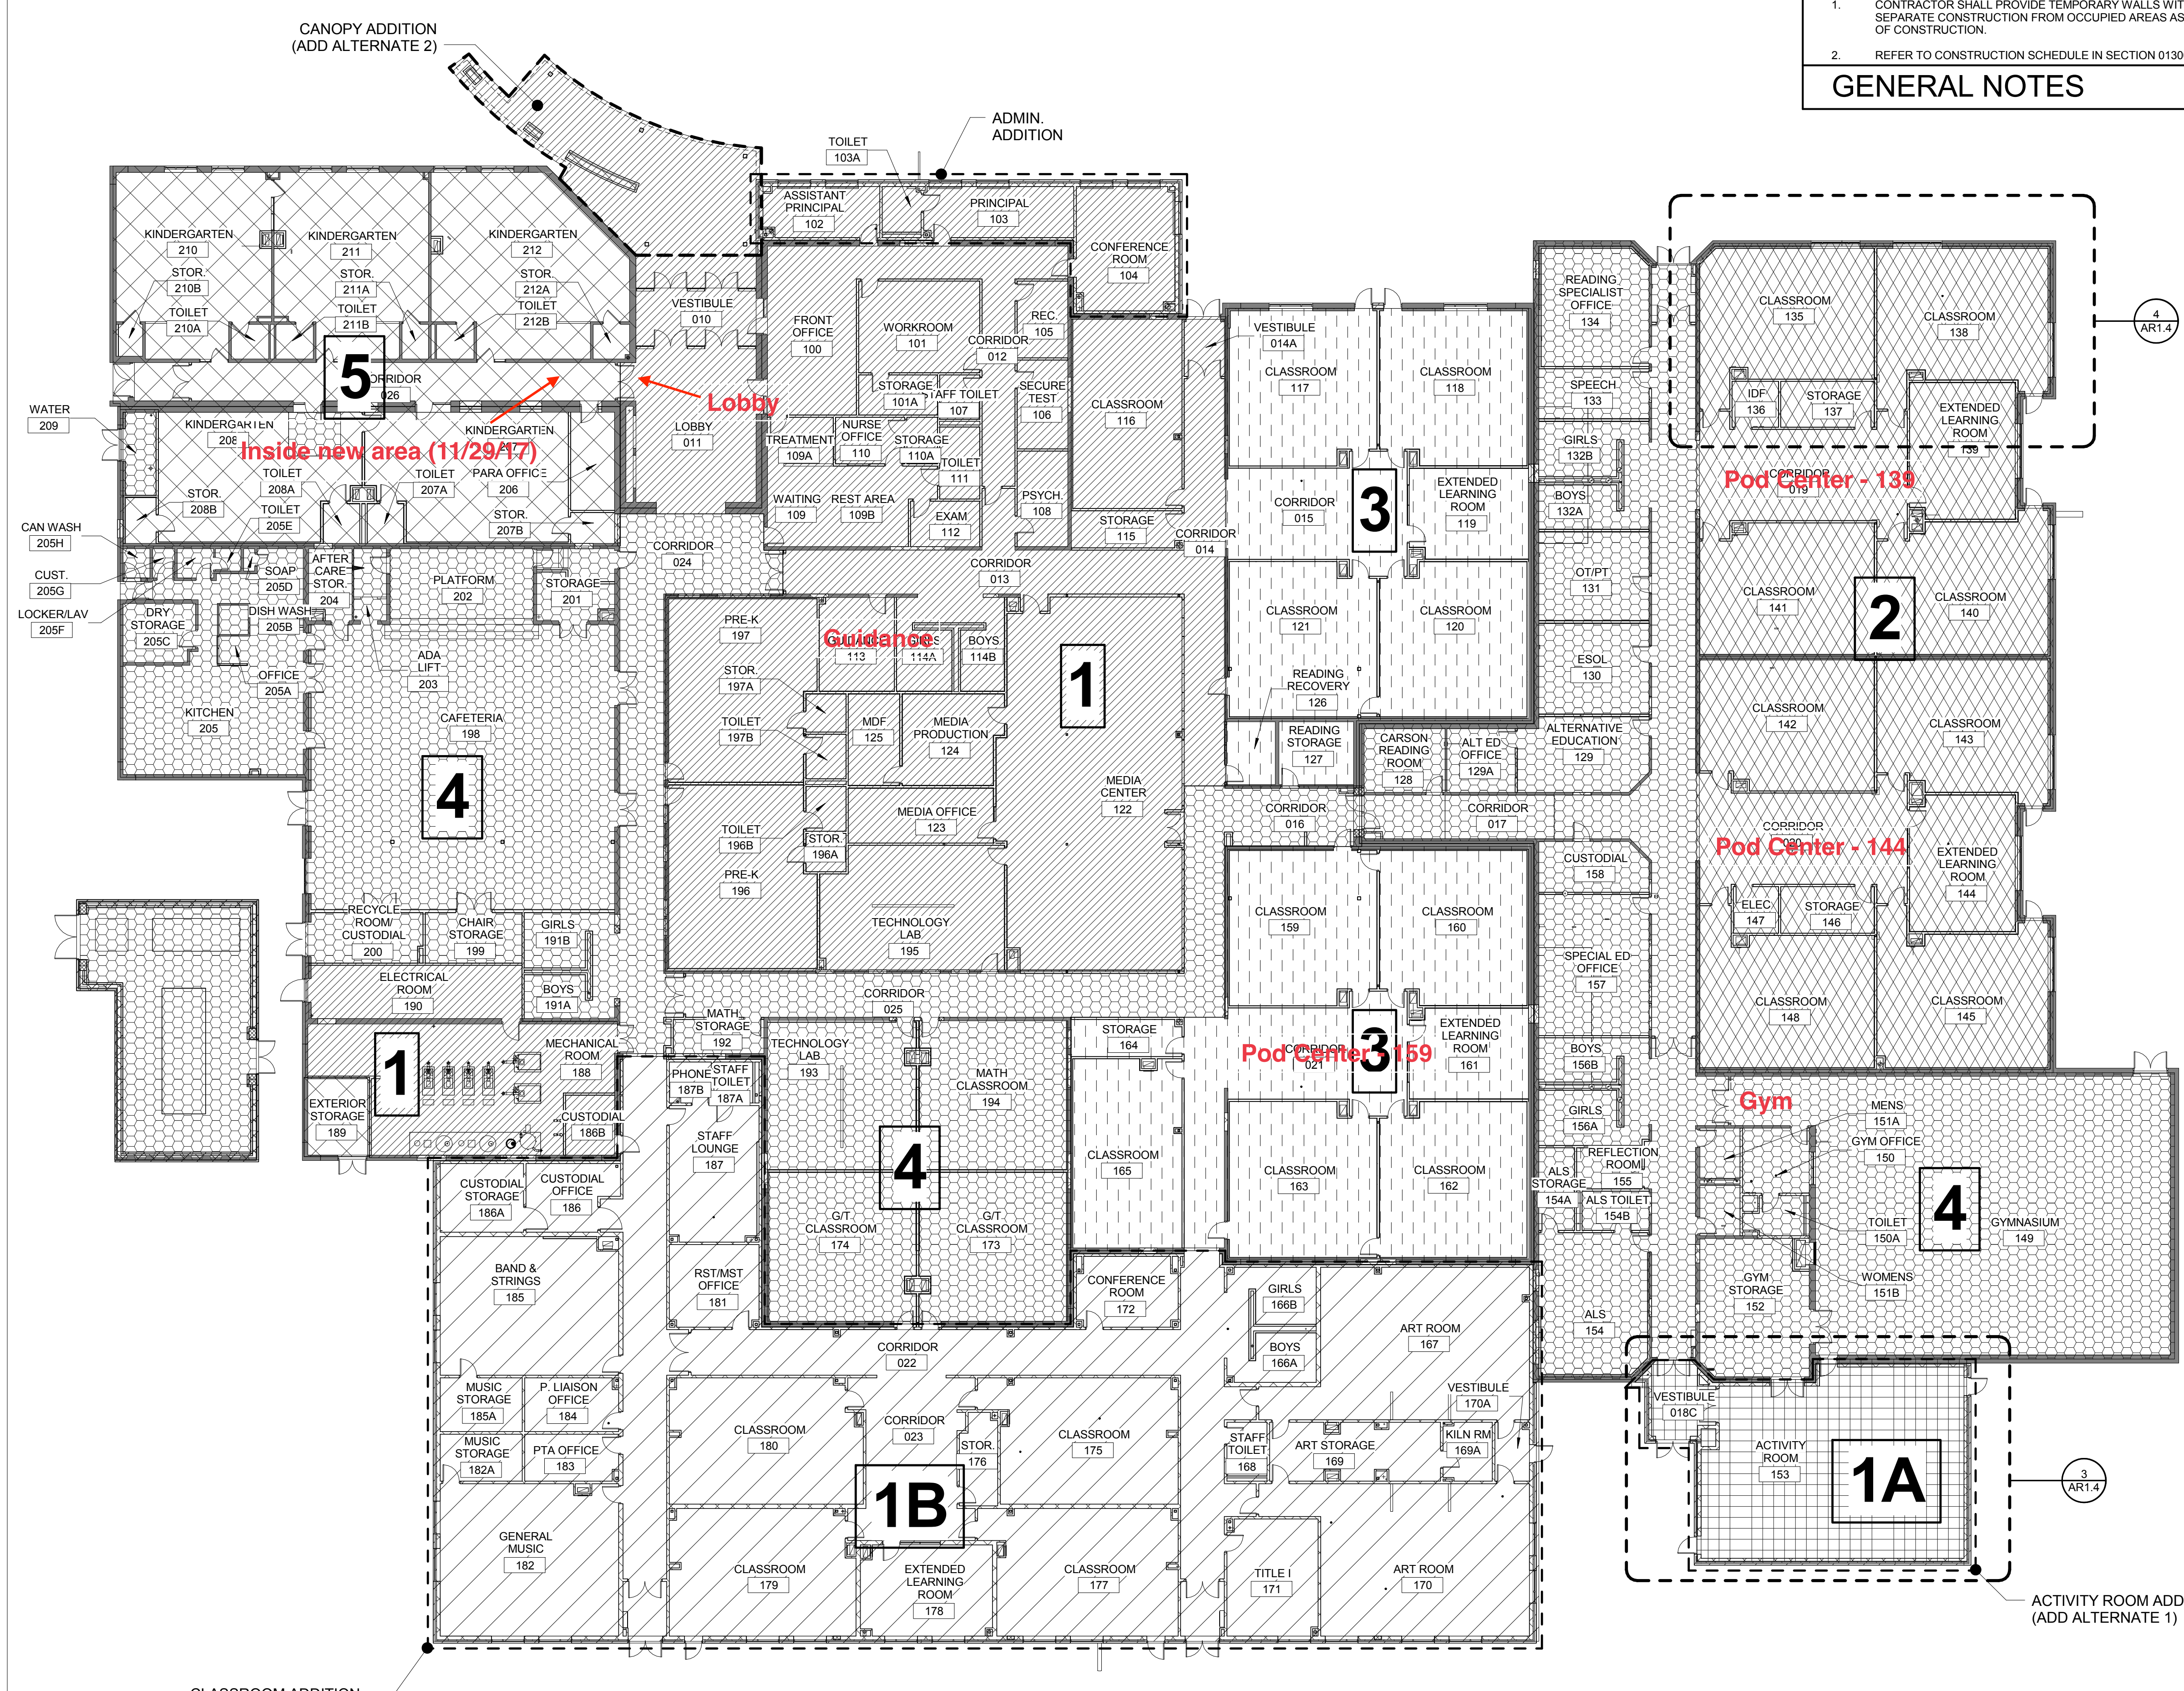 1. CONTRACTOR SHALL PROVIDE TEMPORARY WALLS WIT
SEPARATE CONSTRUCTION FROM OCCUPIED AREAS AS
OF CONSTRUCTION.
2. REFER TO CONSTRUCTION SCHEDULE IN SECTION 0130
GENERAL NOTES
CANOPY ADDITION
(ADD ALTERNATE 2)
ADMIN.
ADDITION
TOILET
103A
ASSISTANT
PRINCIPAL
102
PRINCIPAL
103
CONFERENCE
ROOM
104
KINDERGARTEN
210
STOR.
210B
TOILET
210A
KINDERGARTEN
211
STOR.
211A
TOILET
211B
KINDERGARTEN
212
STOR.
212A
TOILET
212B
VESTIBULE
010
FRONT
OFFICE
100
WORKROOM
101
REC.
105
CORRIDOR
012
STORAGE
101A
STAFF TOILET
107
SECURE
TEST
106
5
CORRIDOR
026
Lobby
LOBBY
011
Inside new area (11/29/17)
WATER
209
KINDERGARTEN
208
KINDERGARTEN
207
TOILET
208A
TOILET
207A
PARA OFFICE
206
STOR.
208B
TOILET
205E
STOR.
207B
TREATMENT
109A
NURSE
OFFICE
110
STORAGE
110A
TOILET
111
WAITING
109
REST AREA
109B
EXAM
112
PSYCH.
108
CLASSROOM
116
STORAGE
115
CORRIDOR
014
VESTIBULE
014A
CLASSROOM
117
CLASSROOM
118
CORRIDOR
015
3
EXTENDED
LEARNING
ROOM
119
CLASSROOM
121
CLASSROOM
120
READING
RECOVERY
126
READING
STORAGE
127
READING
SPECIALIST
OFFICE
134
SPEECH
133
GIRLS
132B
BOYS
132A
OT/PT
131
ESOL
130
ALTERNATIVE
EDUCATION
129
CARSON
READING
ROOM
128
ALT ED
OFFICE
129A
CORRIDOR
016
CORRIDOR
017
CLASSROOM
135
CLASSROOM
138
4
AR1.4
IDF
136
STORAGE
137
EXTENDED
LEARNING
ROOM
139
Pod Center - 139
CORRIDOR
019
CLASSROOM
141
2
CLASSROOM
140
CLASSROOM
142
CLASSROOM
143
Pod Center - 144
CORRIDOR
020
EXTENDED
LEARNING
ROOM
144
ELEC
147
STORAGE
146
CLASSROOM
148
CLASSROOM
145
CAN WASH
205H
CUST.
205G
LOCKER/LAV
205F
SOAP
205D
DRY
STORAGE
205C
DISH WASH
205B
OFFICE
205A
KITCHEN
205
AFTER
CARE
STOR.
204
PLATFORM
202
STORAGE
201
ADA
LIFT
203
CAFETERIA
198
4
CORRIDOR
024
CORRIDOR
013
PRE-K
197
STOR.
197A
TOILET
197B
Guidance
GUIDANCE
113
GIRLS
114A
BOYS
114B
1
MDF
125
MEDIA
PRODUCTION
124
MEDIA
CENTER
122
MEDIA OFFICE
123
TOILET
196B
STOR.
196A
PRE-K
196
TECHNOLOGY
LAB
195
RECYCLE
ROOM/
CUSTODIAL
200
CHAIR
STORAGE
199
GIRLS
191B
BOYS
191A
ELECTRICAL
ROOM
190
1
MECHANICAL
ROOM
188
EXTERIOR
STORAGE
189
CUSTODIAL
186B
CORRIDOR
025
MATH
STORAGE
192
TECHNOLOGY
LAB
193
MATH
CLASSROOM
194
4
G/T
CLASSROOM
174
G/T
CLASSROOM
173
PHONE
187B
STAFF
TOILET
187A
STAFF
LOUNGE
187
STORAGE
164
CLASSROOM
165
CLASSROOM
159
CLASSROOM
160
Pod Center - 159
CORRIDOR
021
3
EXTENDED
LEARNING
ROOM
161
CLASSROOM
163
CLASSROOM
162
CUSTODIAL
158
SPECIAL ED
OFFICE
157
BOYS
156B
GIRLS
156A
REFLECTION
ROOM
155
ALS
STORAGE
154A
ALS TOILET
154B
ALS
154
Gym
MENS
151A
GYM OFFICE
150
TOILET
150A
WOMENS
151B
4
GYMNASIUM
149
GYM
STORAGE
152
CUSTODIAL
STORAGE
186A
CUSTODIAL
OFFICE
186
BAND &
STRINGS
185
RST/MST
OFFICE
181
CONFERENCE
ROOM
172
GIRLS
166B
BOYS
166A
ART ROOM
167
CORRIDOR
022
MUSIC
STORAGE
185A
P. LIAISON
OFFICE
184
MUSIC
STORAGE
182A
PTA OFFICE
183
GENERAL
MUSIC
182
CLASSROOM
180
CORRIDOR
023
STOR.
176
CLASSROOM
175
1B
CLASSROOM
179
EXTENDED
LEARNING
ROOM
178
CLASSROOM
177
STAFF
TOILET
168
ART STORAGE
169
KILN RM
169A
VESTIBULE
170A
TITLE I
171
ART ROOM
170
VESTIBULE
018C
ACTIVITY
ROOM
153
1A
3
AR1.4
ACTIVITY ROOM ADD
(ADD ALTERNATE 1)
CLASSROOM ADDITION